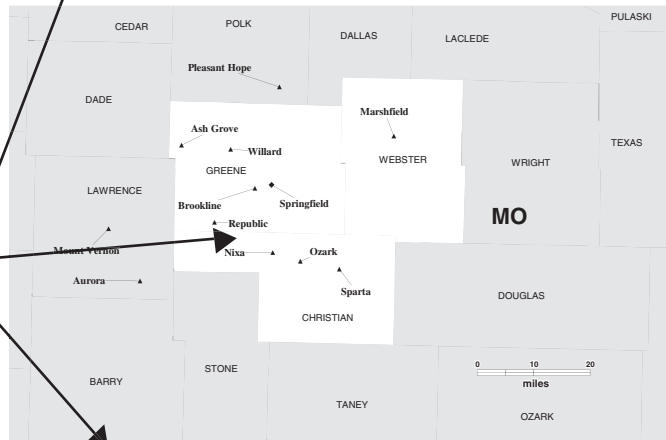 PULASKI
CEDAR
POLK
DALLAS
LACLEDE
Pleasant Hope
DADE
Marshfield
Ash Grove
Willard
TEXAS
WEBSTER
WRIGHT
GREENE
LAWRENCE
Brookline
Springfield
MO
Republic
Mount Vernon
Nixa
Ozark
Aurora
Sparta
DOUGLAS
CHRISTIAN
0 10 20
miles
STONE
BARRY
TANEY
OZARK